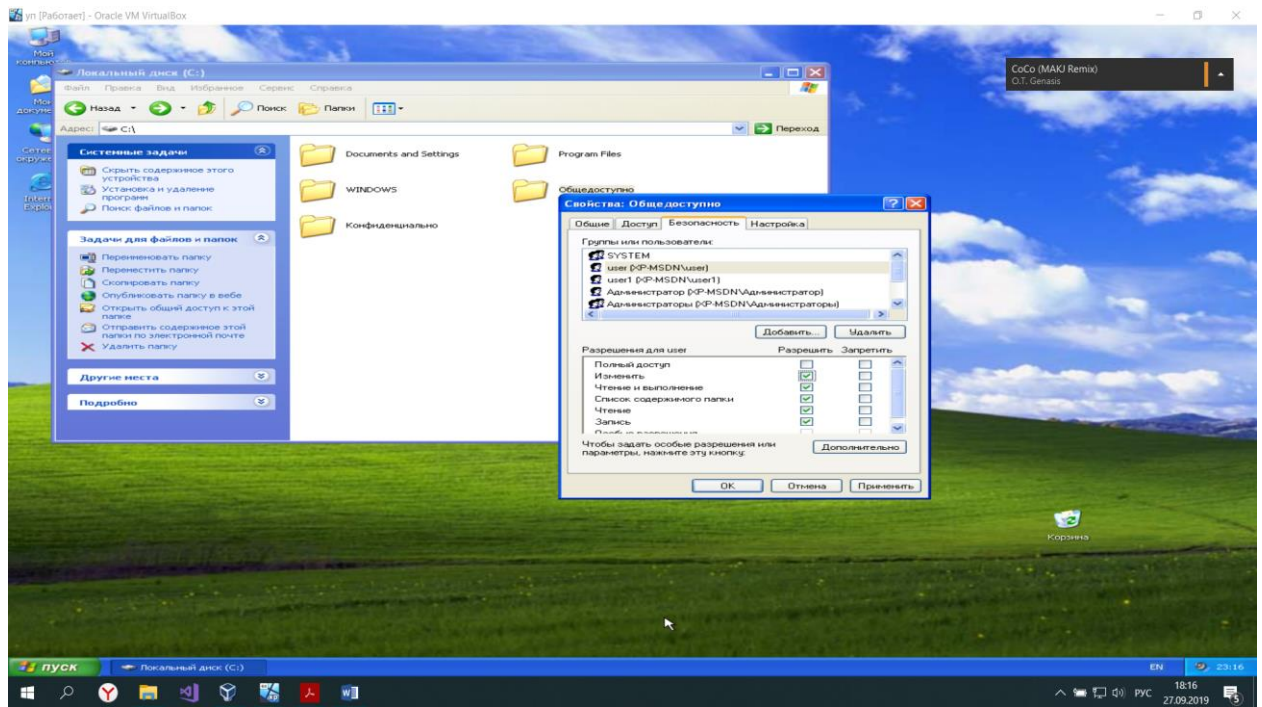 уп [Работает] - Oracle VM VirtualBox
Мой
Локальный диск (C:)
Файл Правка Вид Избранное Сервис Справка
Назад Поиск Папки
Адрес: C:\ Переход
Системные задачи
Скрыть содержимое этого
устройства
Установка и удаление
программ
Поиск файлов и папок
Задачи для файлов и папок
Переименовать папку
Переместить папку
Скопировать папку
Опубликовать папку в вебе
Открыть общий доступ к этой
папке
Отправить содержимое этой
папки по электронной почте
Удалить папку
Другие места
Подробно
Documents and Settings
Program Files
WINDOWS
Общедоступно
Конфиденциально
Свойства: Общедоступно
Общие Доступ Безопасность Настройка
Группы или пользователи:
SYSTEM
user (XP-MSDN\user)
user1 (XP-MSDN\user1)
Администратор (XP-MSDN\Администратор)
Администраторы (XP-MSDN\Администраторы)
Добавить... Удалить
Разрешения для user Разрешить Запретить
Полный доступ
Изменить
Чтение и выполнение
Список содержимого папки
Чтение
Запись
Особые разрешения
Чтобы задать особые разрешения или
параметры, нажмите эту кнопку.
Дополнительно
ОК Отмена Применить
CoCo (MAKJ Remix)
O.T. Genasis
Корзина
пуск Локальный диск (C:) EN 23:16
РУС 18:16
27.09.2019
5